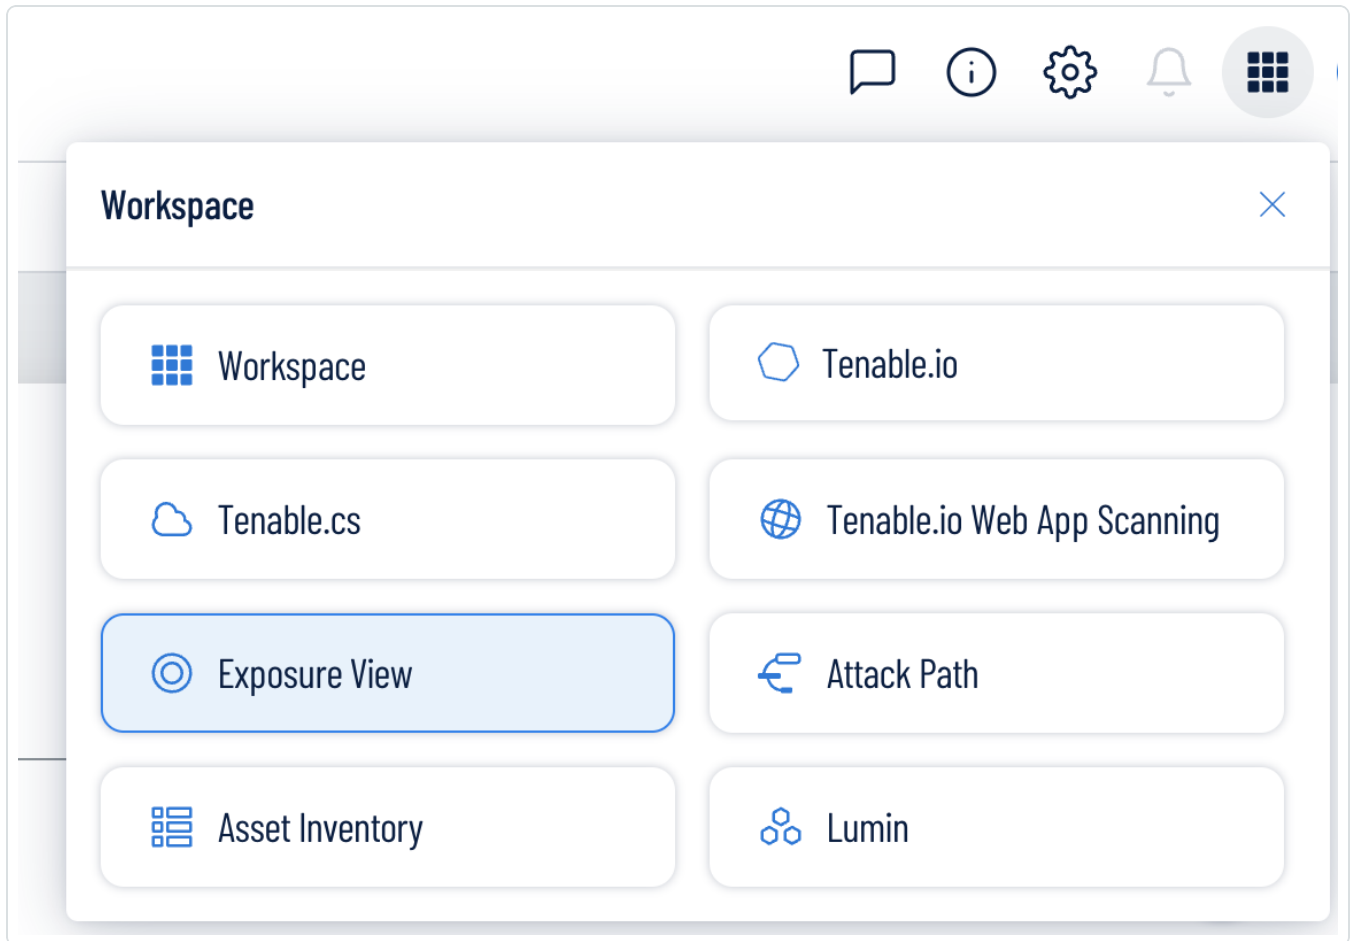 Workspace
Workspace
Tenable.io
Tenable.cs
Tenable.io Web App Scanning
Exposure View
Attack Path
Asset Inventory
Lumin